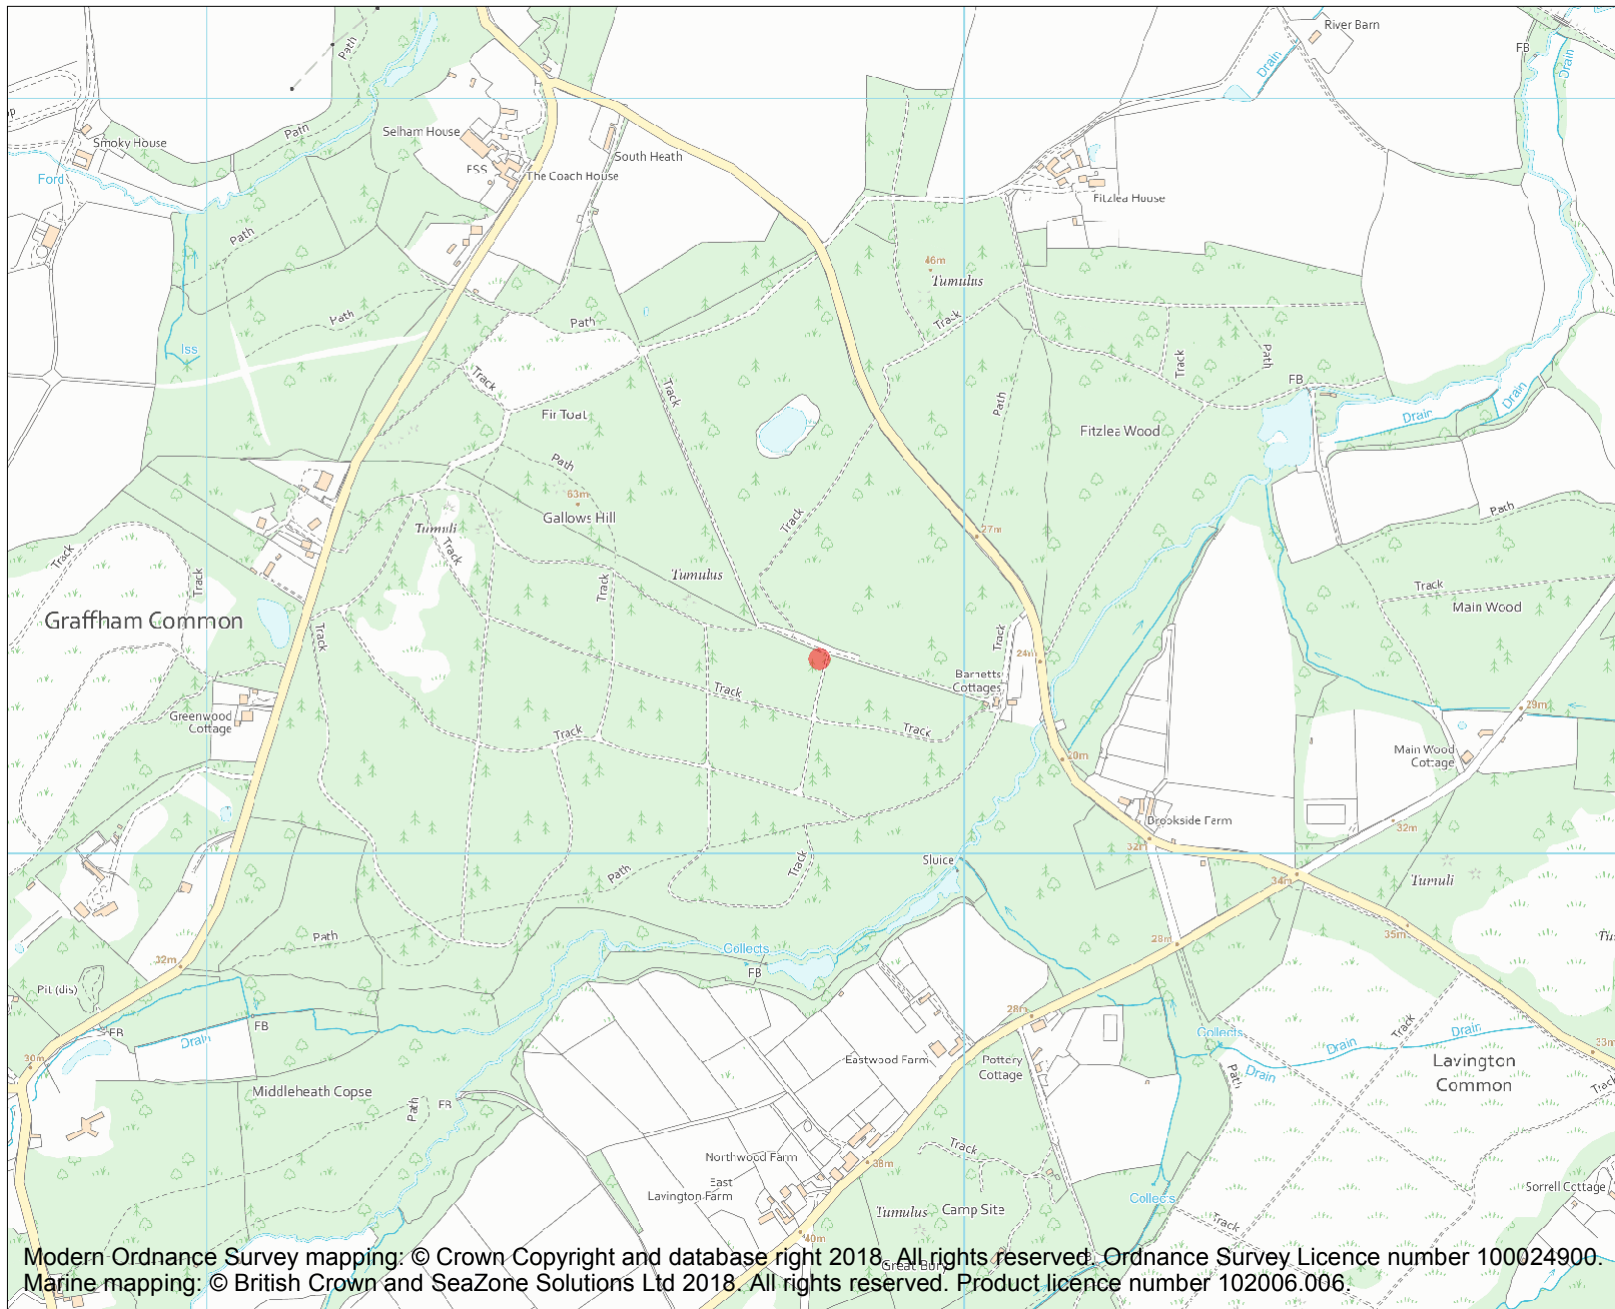 River Barn
FB
Drain
Drain
Path
Path
Selham House
Smoky House
South Heath
ESS
The Coach House
Ford
Fitzlea House
Path
46m
Tumulus
Path
Path
Track
Iss
Track
Path
Track
Track
Path
FB
Drain
Drain
Fir Toat
Fitzlea Wood
Path
63m
Gallows Hill
Track
27m
Path
Tumuli
Track
Track
Track
Track
Tumulus
Track
Main Wood
Graffham Common
Track
Track
24m
Barnetts
Cottages
Track
Greenwood
Cottage
Track
Track
29m
Main Wood
Cottage
Brookside Farm
32m
Sluice
Track
Path
34m
Tumuli
Path
Collects
FB
28m
35m
32m
Pit (dis)
28m
FB
FB
Drain
Collects
Drain
Drain
Drain
Track
33m
30m
Eastwood Farm
Pottery
Cottage
Path
Lavington
Common
Track
Middleheath Copse
Path
FB
Track
Northwood Farm
38m
East
Lavington Farm
Collects
Sorrell Cottage
Tumulus
Camp Site
Track
40m
Modern Ordnance Survey mapping: © Crown Copyright and database right 2018. All rights reserved. Ordnance Survey Licence number 100024900.
Marine mapping: © British Crown and SeaZone Solutions Ltd 2018. All rights reserved. Product licence number 102006.006.